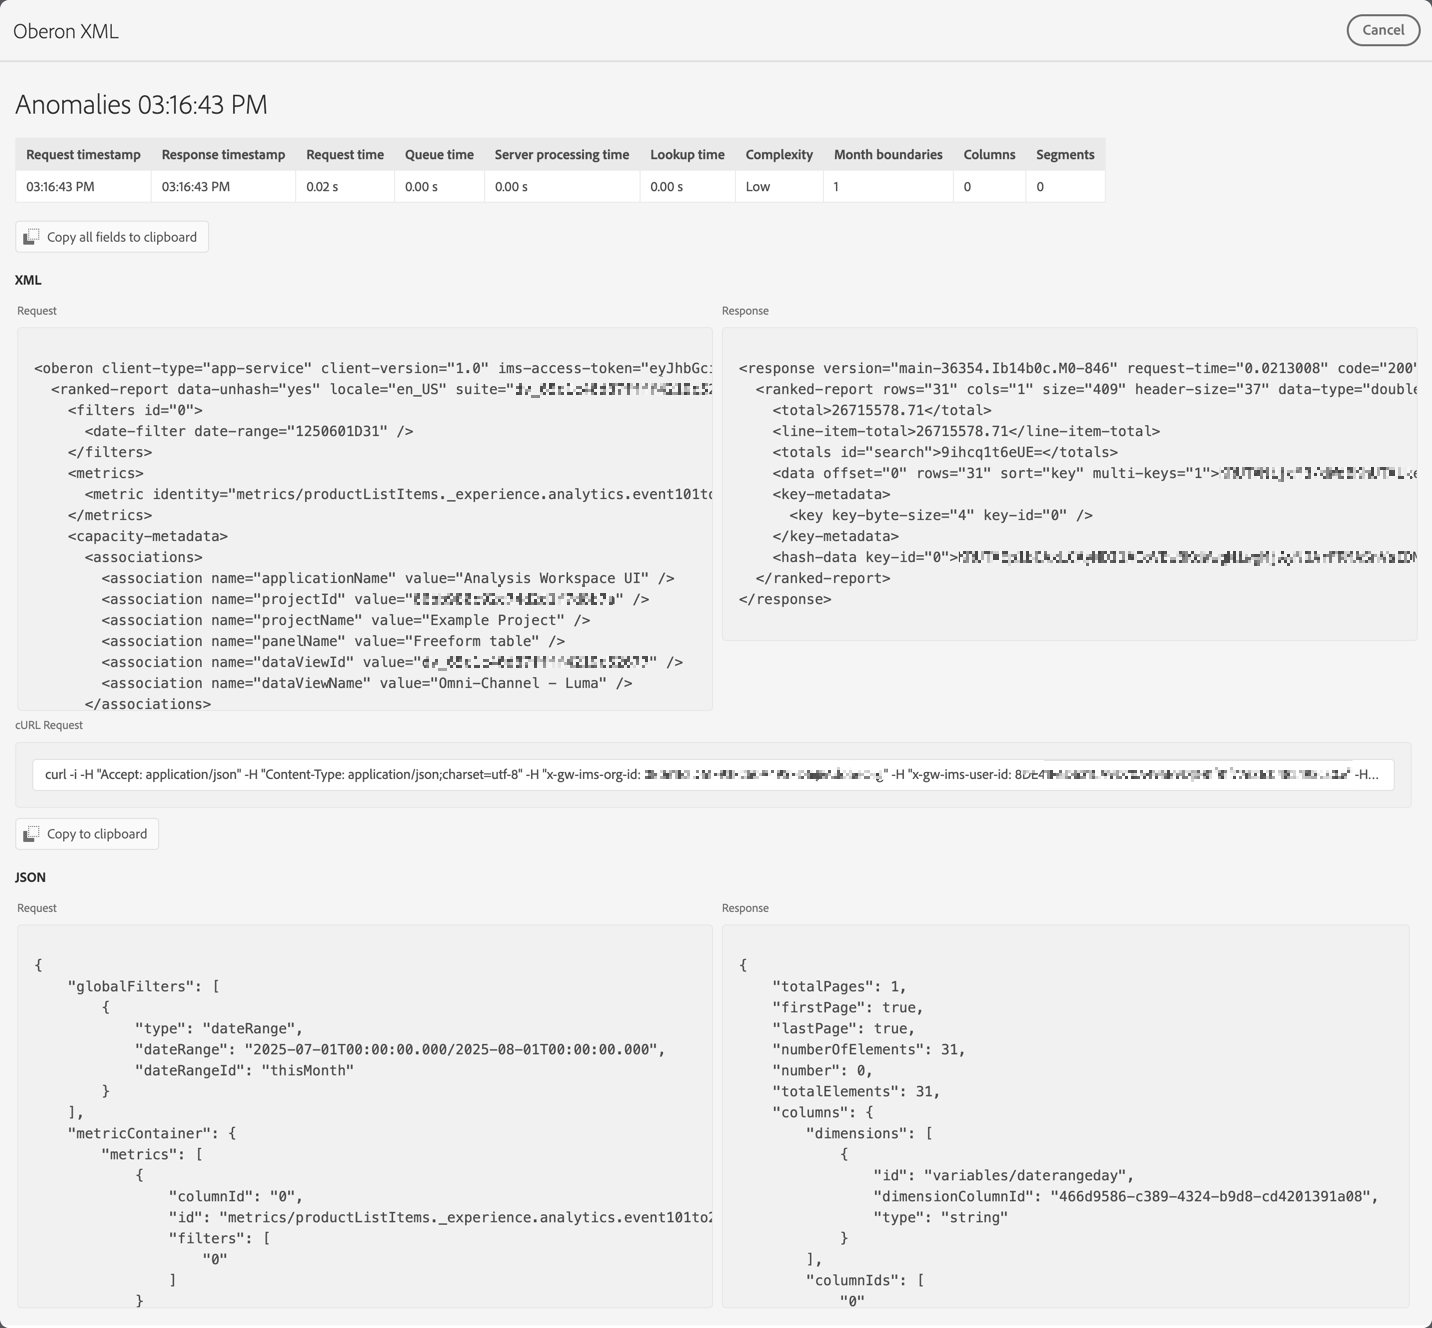 Oberon XML
Cancel
Anomalies 03:16:43 PM
Request timestamp Response timestamp Request time Queue time Server processing time Lookup time Complexity Month boundaries Columns Segments
03:16:43 PM 03:16:43 PM 0.02 s 0.00 s 0.00 s 0.00 s Low 1 0 0
Copy all fields to clipboard
XML
Request
<oberon client-type="app-service" client-version="1.0" ims-access-token="eyJhbGci
<ranked-report data-unhash="yes" locale="en_US" suite="
<filters id="0">
<date-filter date-range="1250601D31" />
</filters>
<metrics>
<metric identity="metrics/productListItems._experience.analytics.event101to
</metrics>
<capacity-metadata>
<associations>
<association name="applicationName" value="Analysis Workspace UI" />
<association name="projectId" value=" " />
<association name="projectName" value="Example Project" />
<association name="panelName" value="Freeform table" />
<association name="dataViewId" value=" " />
<association name="dataViewName" value="Omni-Channel – Luma" />
</associations>
Response
<response version="main-36354.Ib14b0c.M0-846" request-time="0.0213008" code="200"
<ranked-report rows="31" cols="1" size="409" header-size="37" data-type="double
<total>26715578.71</total>
<line-item-total>26715578.71</line-item-total>
<totals id="search">9ihcq1t6eUE=</totals>
<data offset="0" rows="31" sort="key" multi-keys="1">
<key-metadata>
<key key-byte-size="4" key-id="0" />
</key-metadata>
<hash-data key-id="0">
</ranked-report>
</response>
cURL Request
curl -i -H "Accept: application/json" -H "Content-Type: application/json;charset=utf-8" -H "x-gw-ims-org-id: " -H "x-gw-ims-user-id: " -H...
Copy to clipboard
JSON
Request
{
"globalFilters": [
{
"type": "dateRange",
"dateRange": "2025-07-01T00:00:00.000/2025-08-01T00:00:00.000",
"dateRangeId": "thisMonth"
}
],
"metricContainer": {
"metrics": [
{
"columnId": "0",
"id": "metrics/productListItems._experience.analytics.event101to2
"filters": [
"0"
]
}
Response
{
"totalPages": 1,
"firstPage": true,
"lastPage": true,
"numberOfElements": 31,
"number": 0,
"totalElements": 31,
"columns": {
"dimensions": [
{
"id": "variables/daterangeday",
"dimensionColumnId": "466d9586-c389-4324-b9d8-cd4201391a08",
"type": "string"
}
],
"columnIds": [
"0"